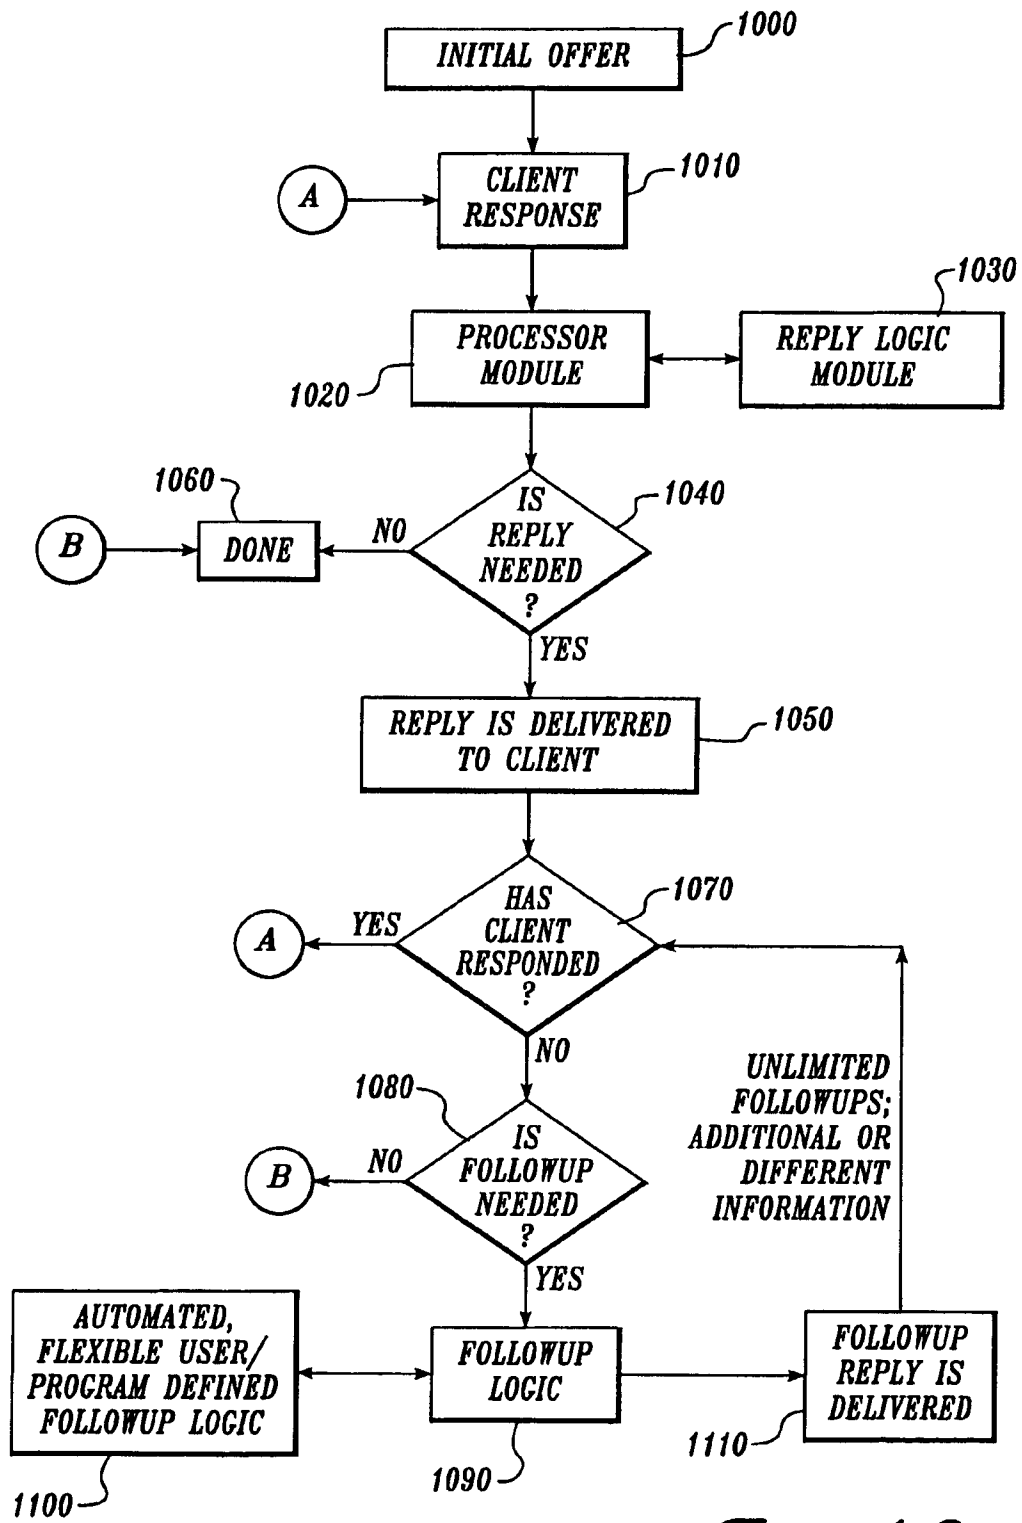 1000
INITIAL OFFER
1010
CLIENT
RESPONSE
A
1030
PROCESSOR
MODULE
REPLY LOGIC
MODULE
1020
1060
1040
IS
REPLY
NEEDED
?
NO
B
DONE
YES
1050
REPLY IS DELIVERED
TO CLIENT
1070
HAS
CLIENT
RESPONDED
?
YES
A
NO
UNLIMITED
FOLLOWUPS;
ADDITIONAL OR
DIFFERENT
INFORMATION
1080
IS
FOLLOWUP
NEEDED
?
NO
B
YES
AUTOMATED,
FLEXIBLE USER/
PROGRAM DEFINED
FOLLOWUP LOGIC
FOLLOWUP
LOGIC
FOLLOWUP
REPLY IS
DELIVERED
1110
1090
1100